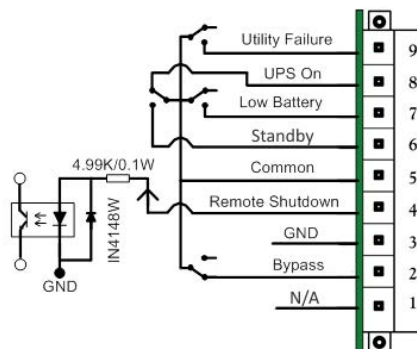 Utility Failure 9
UPS On 8
Low Battery 7
Standby 6
4.99K/0.1W
Common 5
Remote Shutdown 4
IN4148W
GND 3
GND
Bypass 2
N/A 1